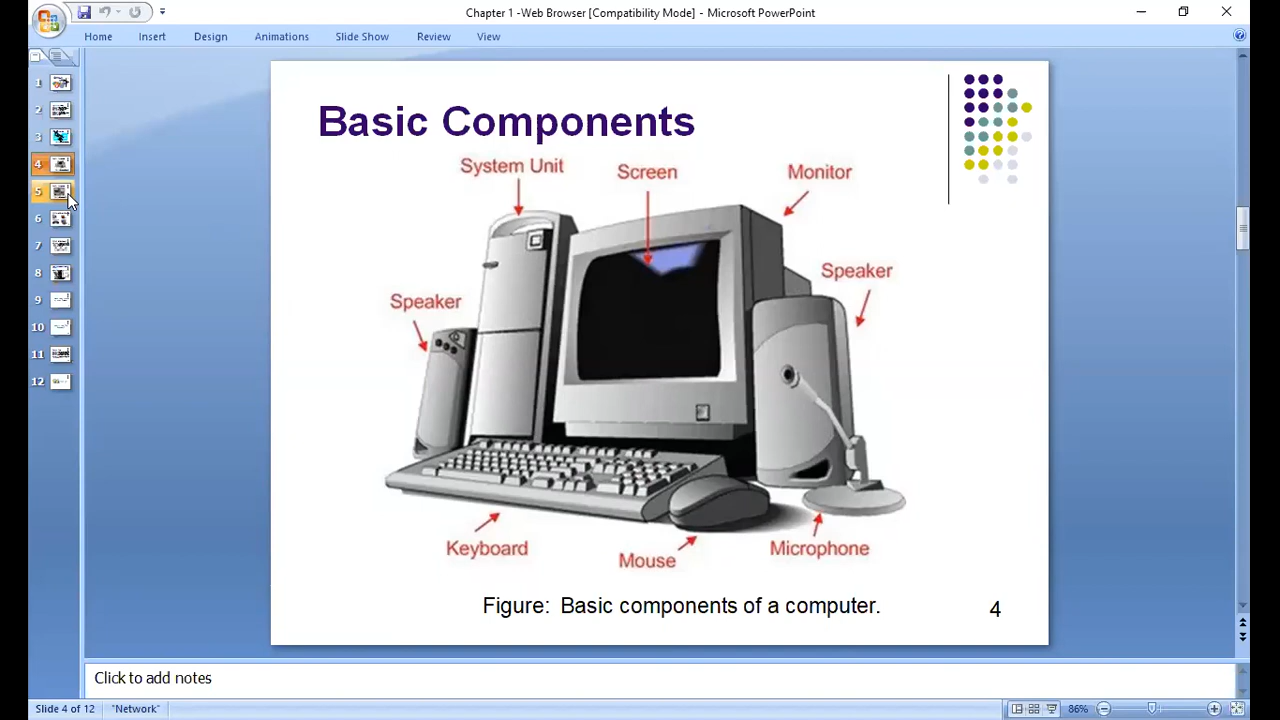 Chapter 1 -Web Browser [Compatibility Mode] - Microsoft PowerPoint
Home Insert Design Animations Slide Show Review View
1
2
3
4
5
6
7
8
9
10
11
12
Basic Components
System Unit
Screen
Monitor
Speaker
Speaker
Keyboard
Mouse
Microphone
Figure: Basic components of a computer.
4
Click to add notes
Slide 4 of 12 "Network" 86%